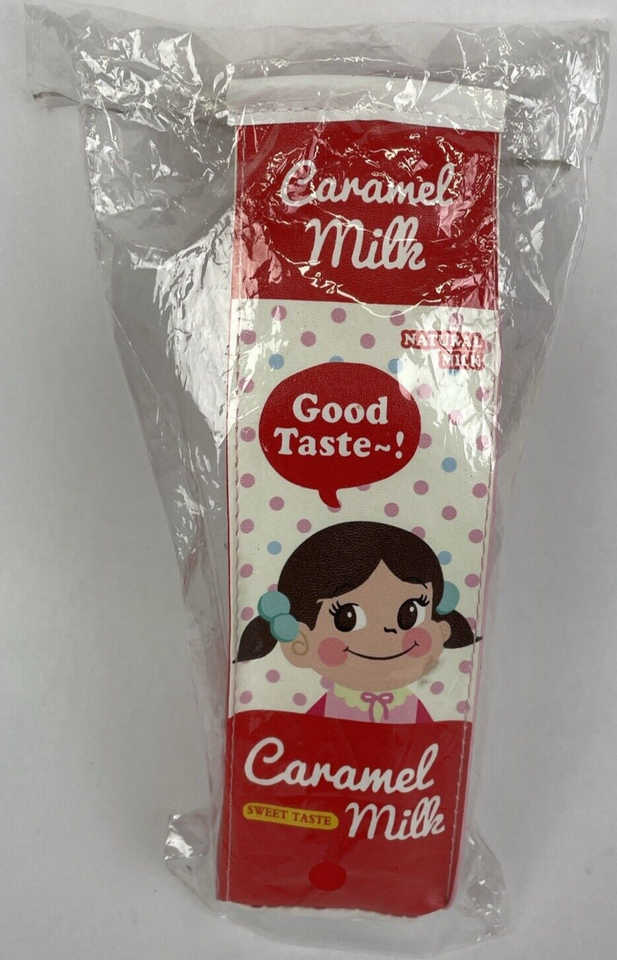 Caramel
Milk
NATURAL
MILK
Good
Taste~!
Caramel
SWEET TASTE
Milk